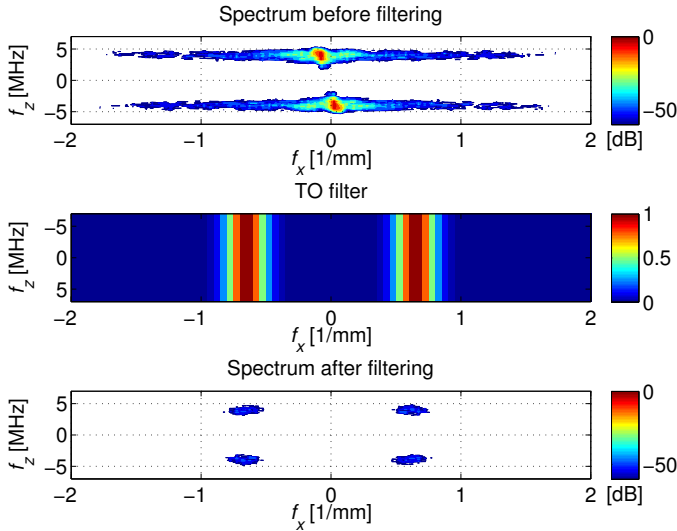 Spectrum before filtering
f_z [MHz]
5
0
−5
−2
−1
0
1
2
f_x [1/mm]
0
−50
[dB]
TO filter
f_z [MHz]
−5
0
5
−2
−1
0
1
2
f_x [1/mm]
1
0.5
0
Spectrum after filtering
f_z [MHz]
5
0
−5
−2
−1
0
1
2
f_x [1/mm]
0
−50
[dB]